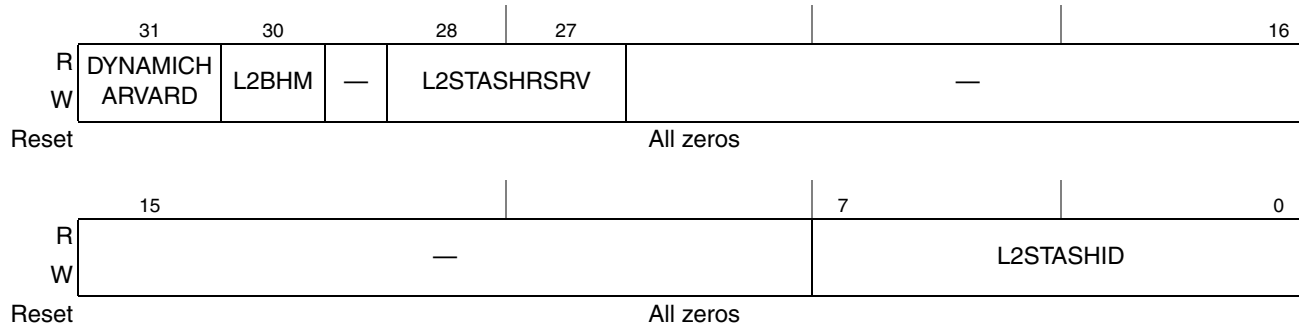 31 30 28 27 16
R
W
DYNAMICH
ARVARD
L2BHM — L2STASHRSRV —
Reset All zeros
15 7 0
R
W
— L2STASHID
Reset All zeros